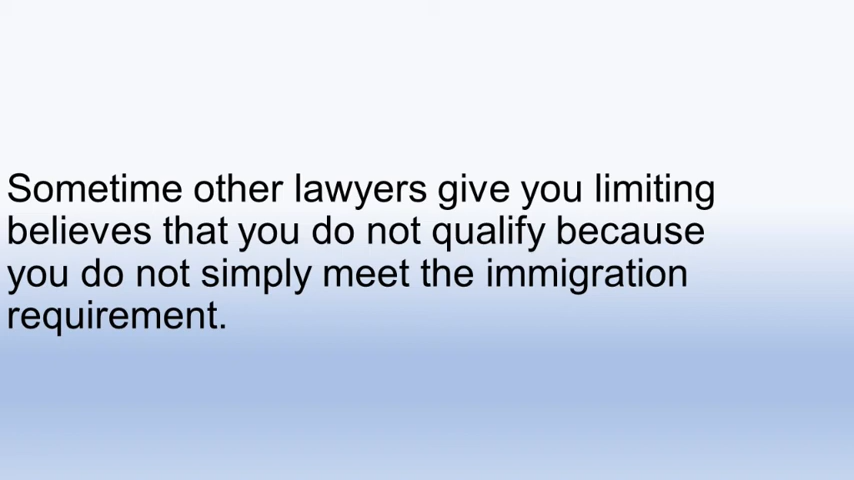 Sometime other lawyers give you limiting
believes that you do not qualify because
you do not simply meet the immigration
requirement.